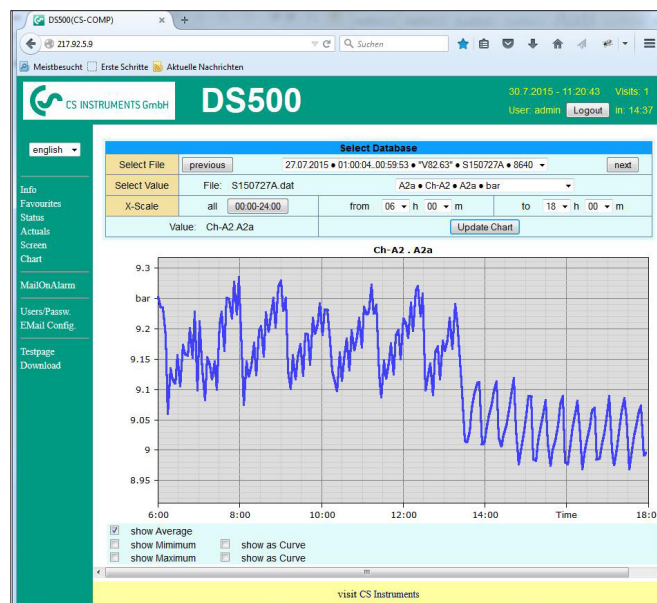 DS500(CS-COMP) × +
217.92.5.9 Suchen
Meistbesucht Erste Schritte Aktuelle Nachrichten
CS INSTRUMENTS GmbH DS500
30.7.2015 - 11:20:43 Visits: 1
User: admin Logout in: 14:37
english
Info
Favourites
Status
Actuals
Screen
Chart
MailOnAlarm
Users/Passw.
EMail Config.
Testpage
Download
Select Database
Select File previous 27.07.2015 ● 01:00:04..00:59:53 ● "V82.63" ● S150727A ● 8640 next
Select Value File: S150727A.dat A2a ● Ch-A2 ● A2a ● bar
X-Scale all 00:00-24:00 from 06 h 00 m to 18 h 00 m
Value: Ch-A2.A2a Update Chart
Ch-A2 . A2a
9.3
bar
9.2
9.15
9.1
9.05
9
8.95
6:00 8:00 10:00 12:00 14:00 Time 18:0
show Average
show Mimimum show as Curve
show Maximum show as Curve
visit CS Instruments